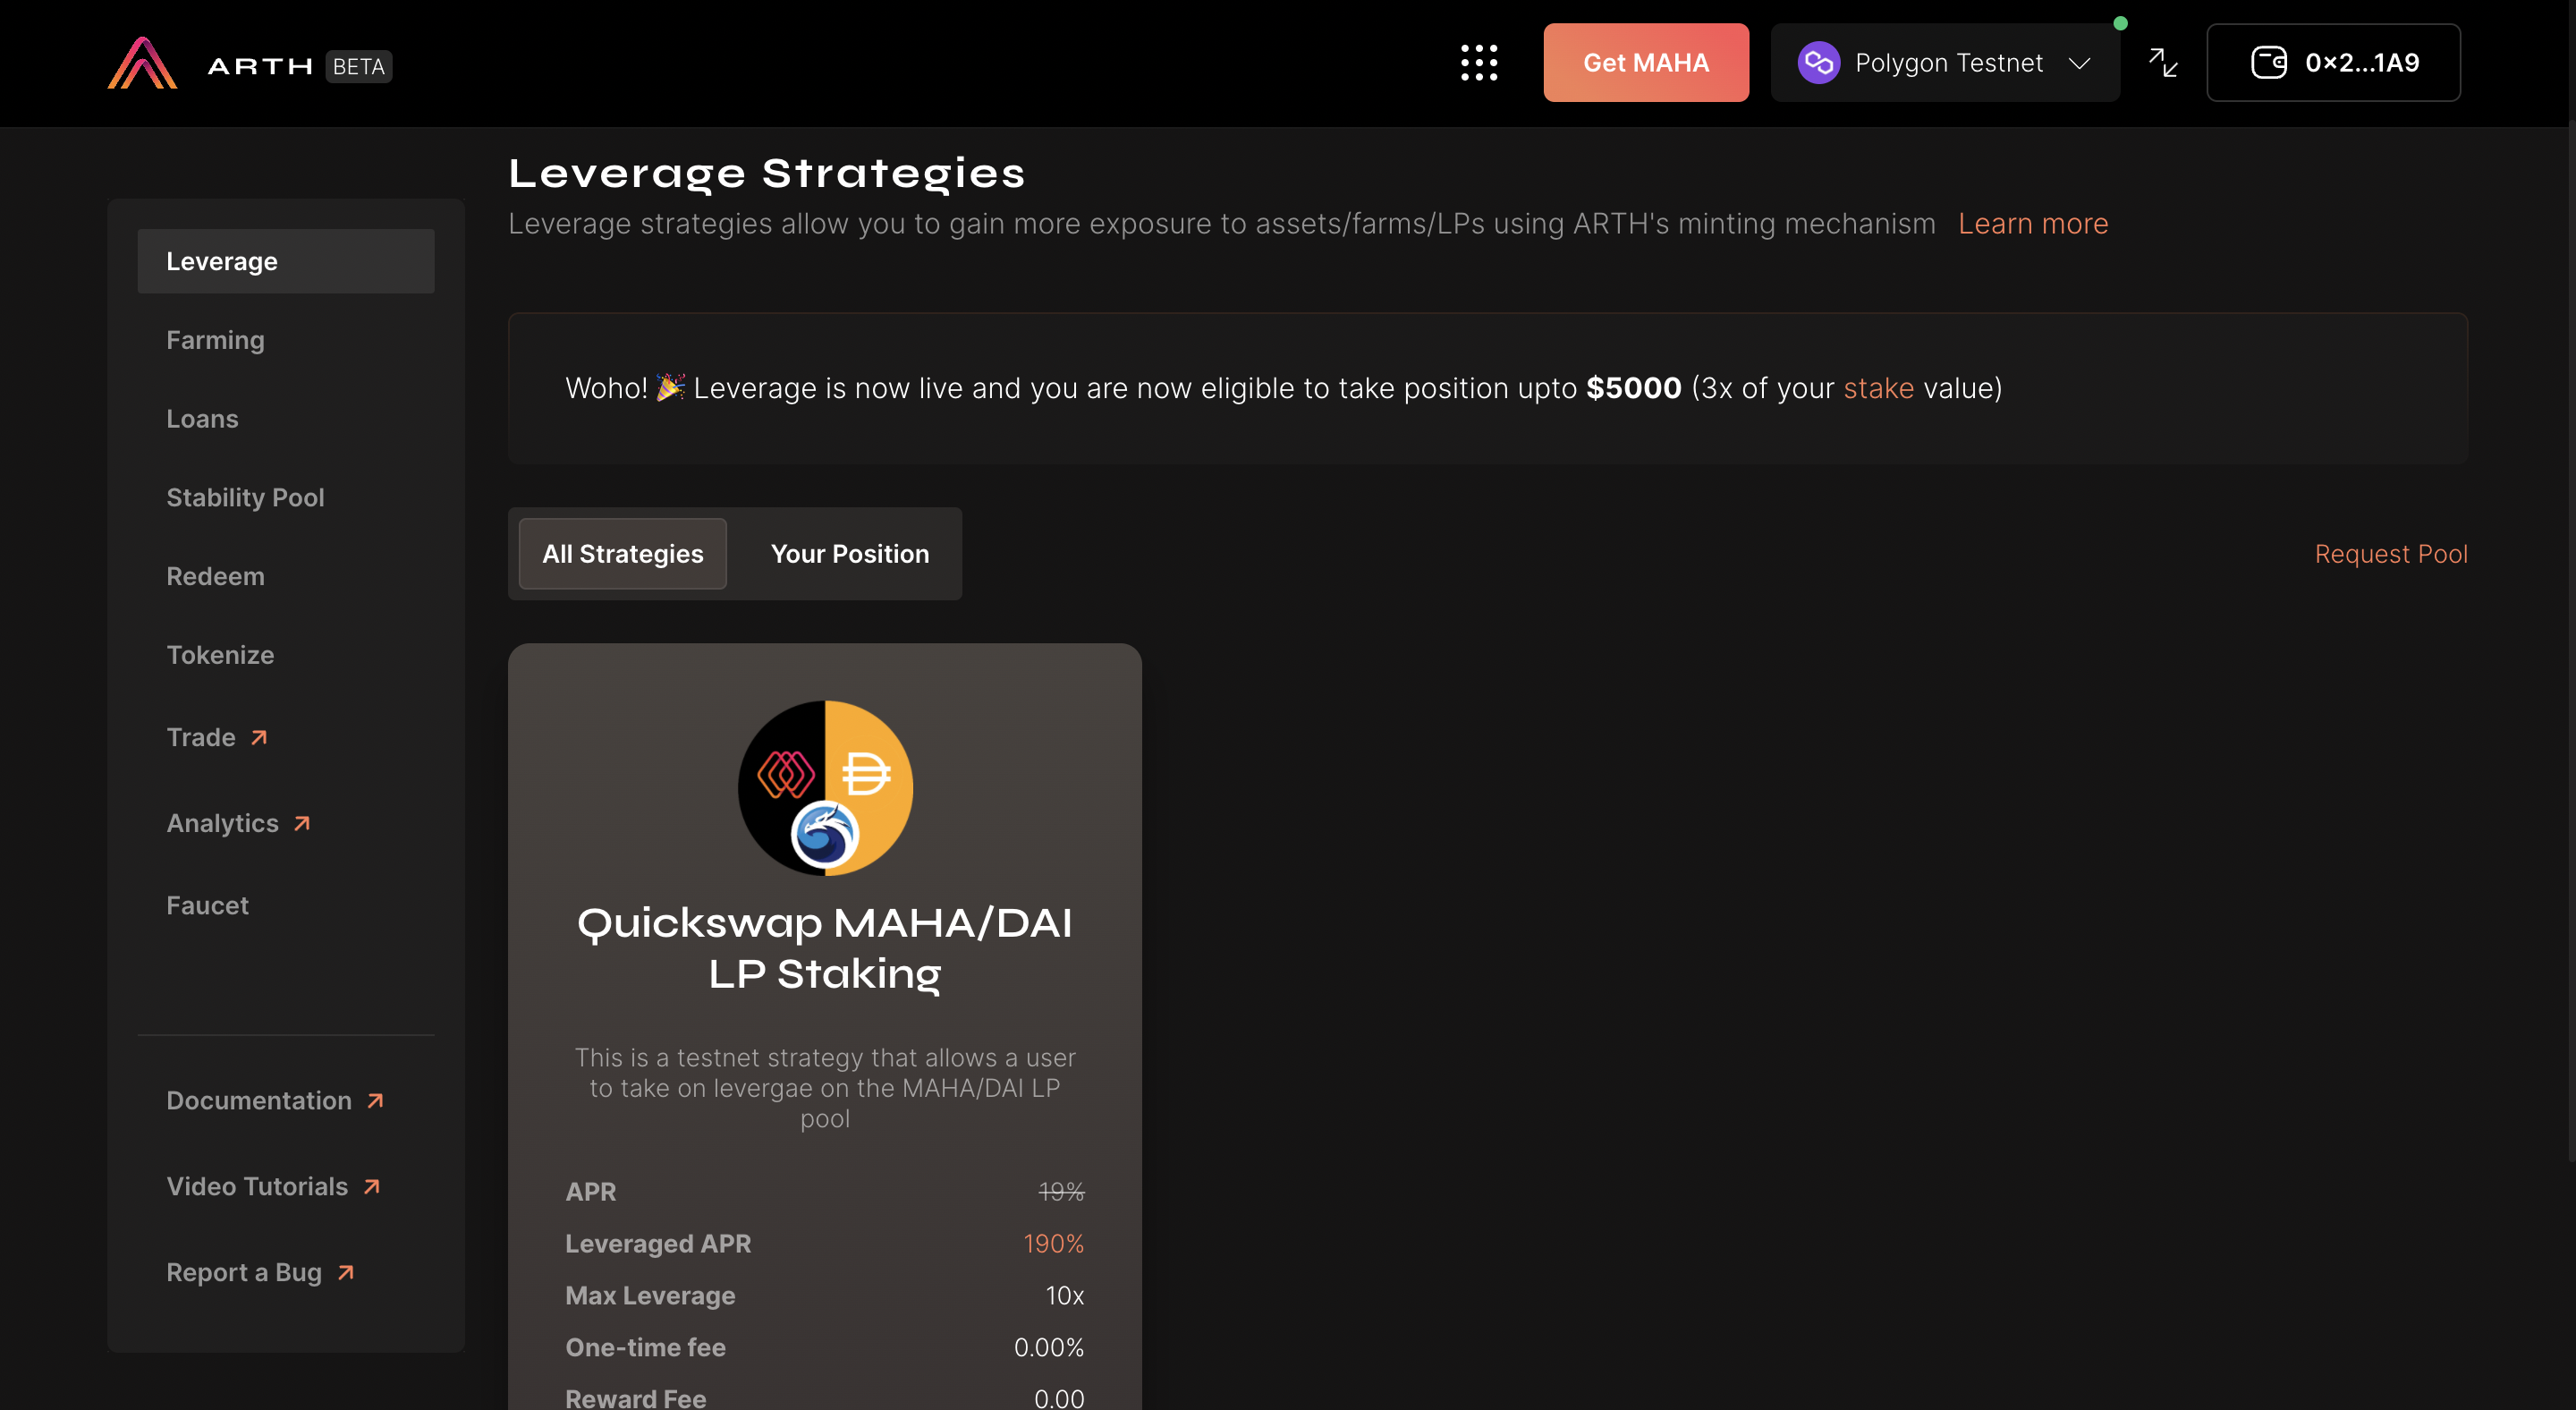 ARTH BETA
Get MAHA
Polygon Testnet
0×2...1A9
Leverage Strategies
Leverage strategies allow you to gain more exposure to assets/farms/LPs using ARTH's minting mechanism Learn more
Leverage
Farming
Loans
Stability Pool
Redeem
Tokenize
Trade
Analytics
Faucet
Documentation
Video Tutorials
Report a Bug
Woho! 🎉 Leverage is now live and you are now eligible to take position upto $5000 (3x of your stake value)
All Strategies
Your Position
Request Pool
Quickswap MAHA/DAI
LP Staking
This is a testnet strategy that allows a user
to take on levergae on the MAHA/DAI LP
pool
APR 19%
Leveraged APR 190%
Max Leverage 10x
One-time fee 0.00%
Reward Fee 0.00